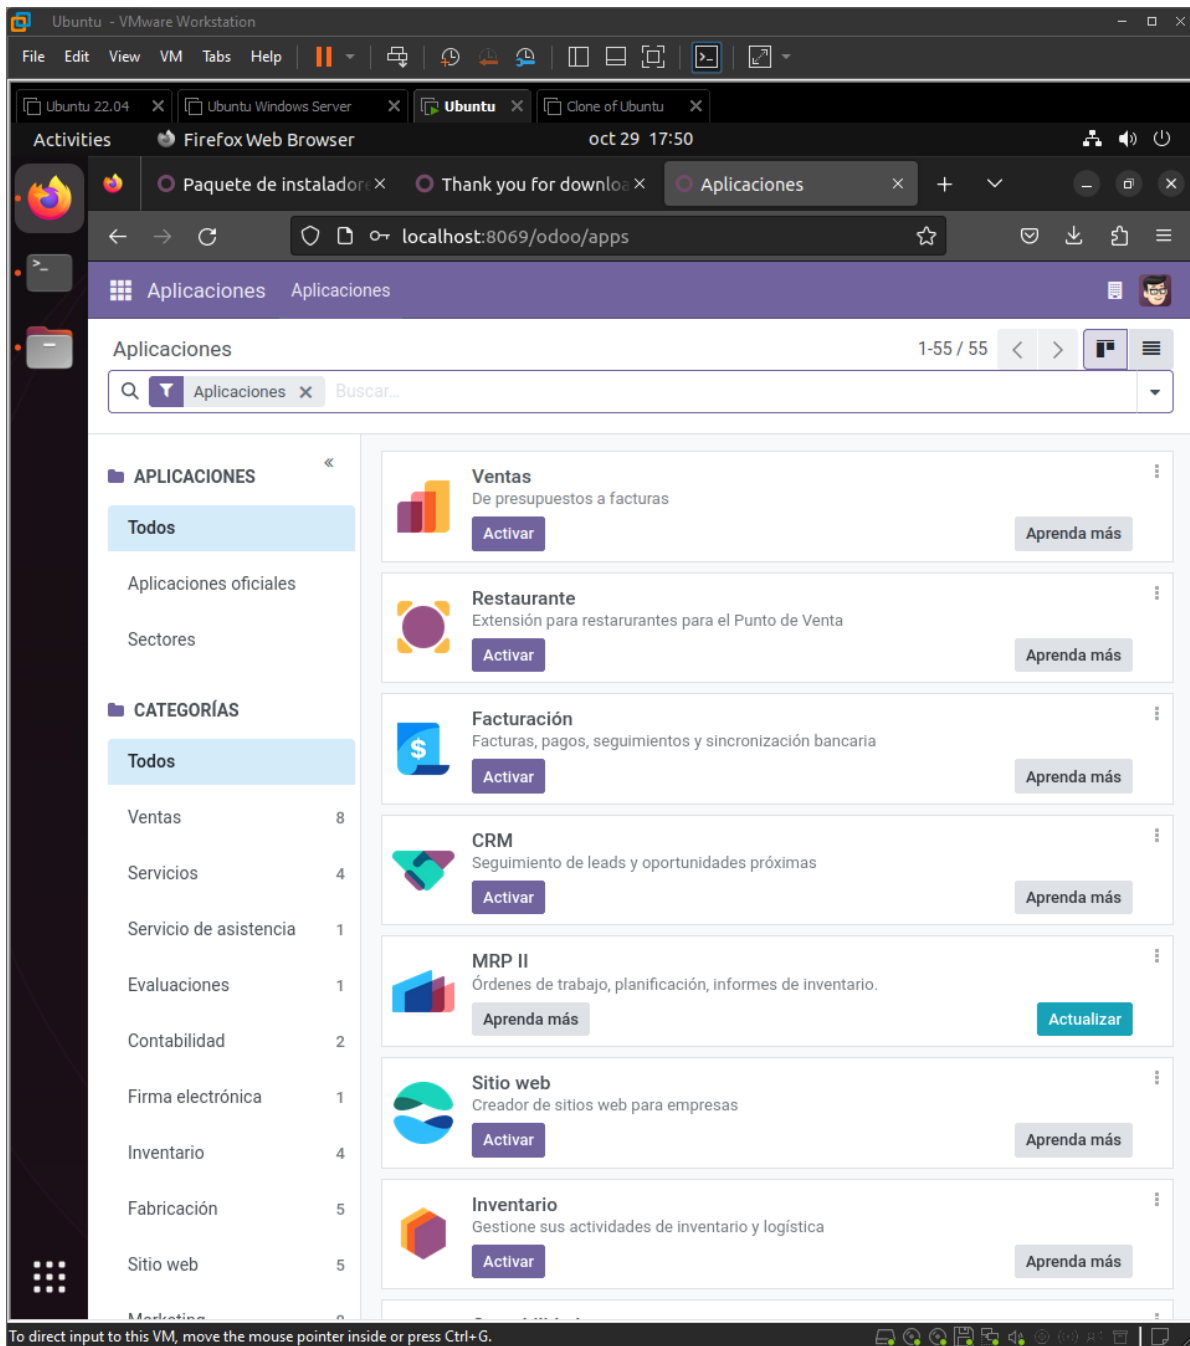 Ubuntu - VMware Workstation
File Edit View VM Tabs Help
Ubuntu 22.04 Ubuntu Windows Server Ubuntu Clone of Ubuntu
Activities Firefox Web Browser oct 29 17:50
Paquete de instalador Thank you for downloa Aplicaciones
localhost:8069/odoo/apps
Aplicaciones Aplicaciones
Aplicaciones 1-55 / 55
Aplicaciones Buscar...
APLICACIONES
Todos
Aplicaciones oficiales
Sectores
CATEGORÍAS
Todos
Ventas 8
Servicios 4
Servicio de asistencia 1
Evaluaciones 1
Contabilidad 2
Firma electrónica 1
Inventario 4
Fabricación 5
Sitio web 5
Ventas
De presupuestos a facturas
Activar Aprenda más
Restaurante
Extensión para restarurantes para el Punto de Venta
Activar Aprenda más
Facturación
Facturas, pagos, seguimientos y sincronización bancaria
Activar Aprenda más
CRM
Seguimiento de leads y oportunidades próximas
Activar Aprenda más
MRP II
Órdenes de trabajo, planificación, informes de inventario.
Aprenda más Actualizar
Sitio web
Creador de sitios web para empresas
Activar Aprenda más
Inventario
Gestione sus actividades de inventario y logística
Activar Aprenda más
To direct input to this VM, move the mouse pointer inside or press Ctrl+G.